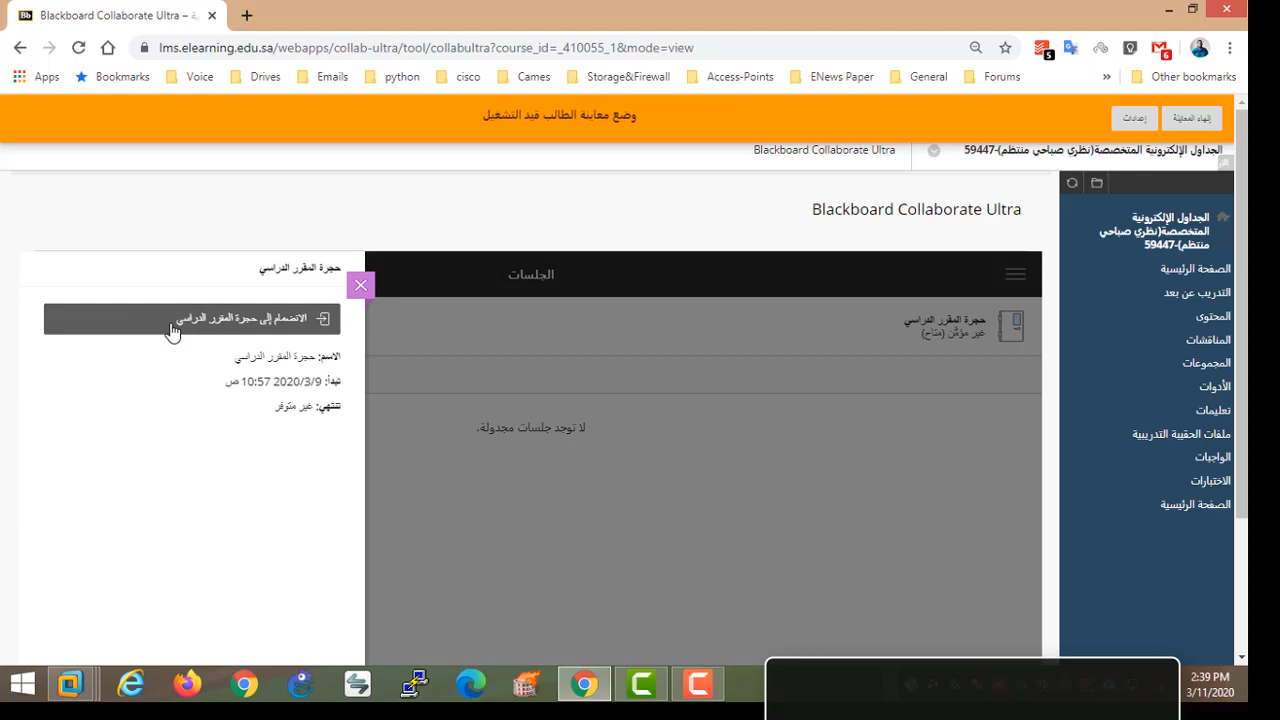 Blackboard Collaborate Ultra –
lms.elearning.edu.sa/webapps/collab-ultra/tool/collabultra?course_id=_410055_1&mode=view
5
6
Apps
Bookmarks
Voice
Drives
Emails
python
cisco
Games
Storage&Firewall
Access-Points
ENews Paper
General
Forums
»
Other bookmarks
وضع معاينة الطالب قيد التشغيل
إعدادات
إنهاء المعاينة
الجداول الإلكترونية المتخصصة(نظري صباحي منتظم)-59447
Blackboard Collaborate Ultra
Blackboard Collaborate Ultra
الجلسات
حجرة المقرر الدراسي
غير مؤمَّن (متاح)
لا توجد جلسات مجدولة.
حجرة المقرر الدراسي
الانضمام إلى حجرة المقرر الدراسي
الاسم: حجرة المقرر الدراسي
تبدأ: 2020/3/9 10:57 ص
تنتهي: غير متوفر
الجداول الإلكترونية
المتخصصة(نظري صباحي
منتظم)-59447
الصفحة الرئيسية
التدريب عن بعد
المحتوى
المناقشات
المجموعات
الأدوات
تعليمات
ملفات الحقيبة التدريبية
الواجبات
الاختبارات
الصفحة الرئيسية
2:39 PM
3/11/2020